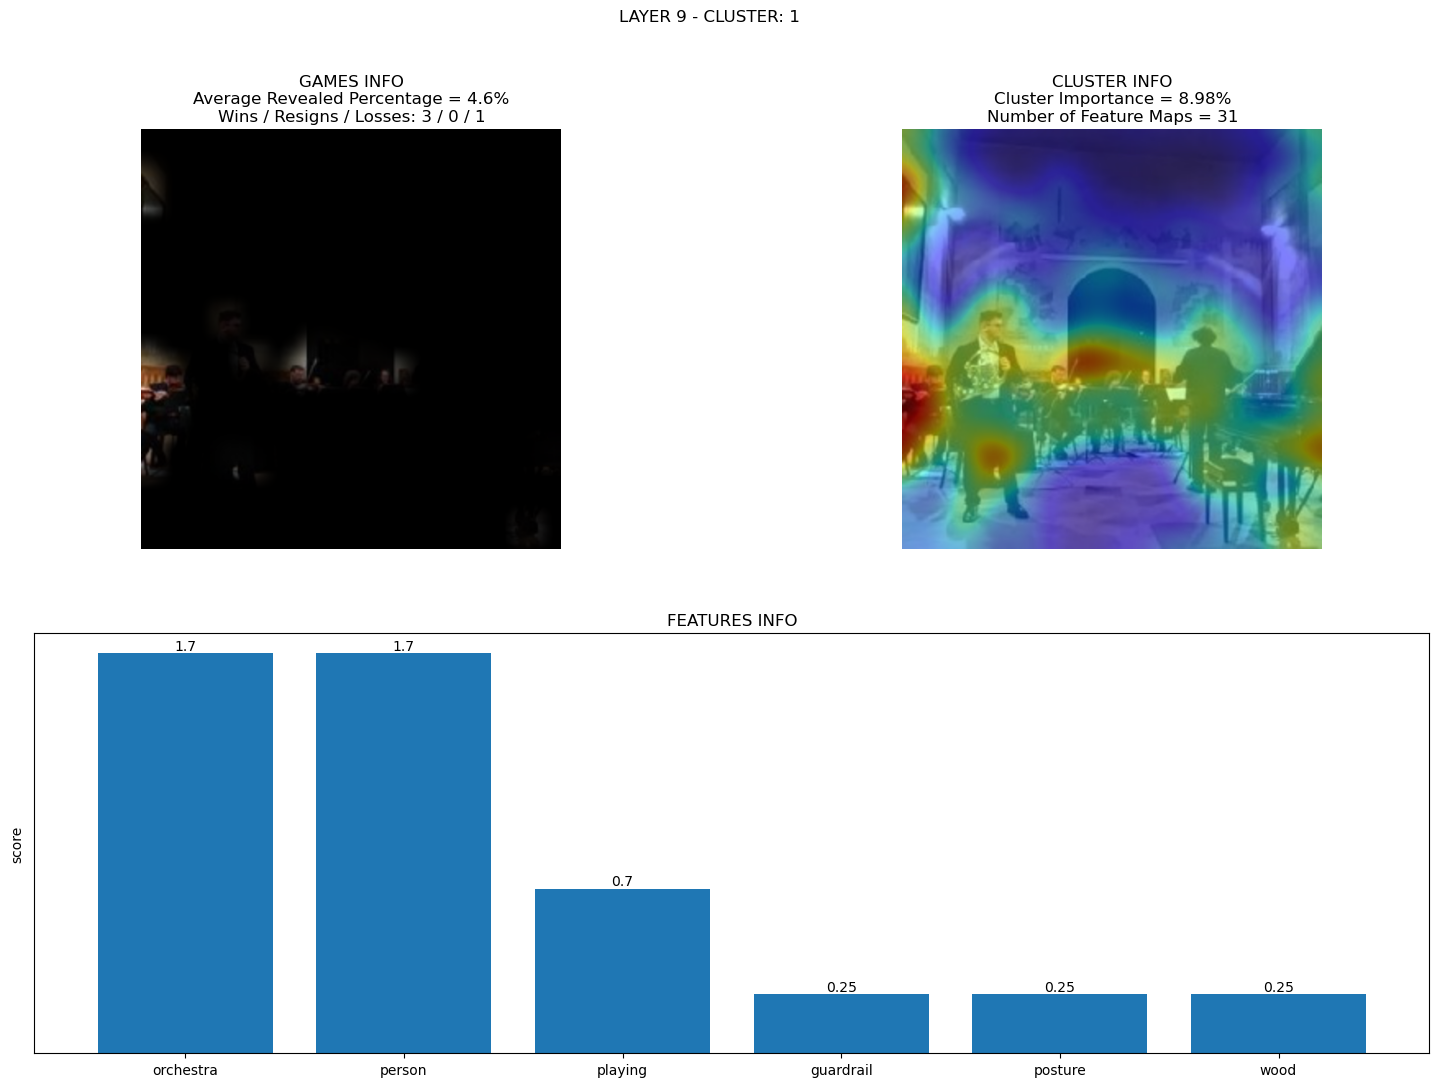 LAYER 9 - CLUSTER: 1
GAMES INFO
Average Revealed Percentage = 4.6%
Wins / Resigns / Losses: 3 / 0 / 1
CLUSTER INFO
Cluster Importance = 8.98%
Number of Feature Maps = 31
FEATURES INFO
score
1.7
1.7
0.7
0.25
0.25
0.25
orchestra
person
playing
guardrail
posture
wood